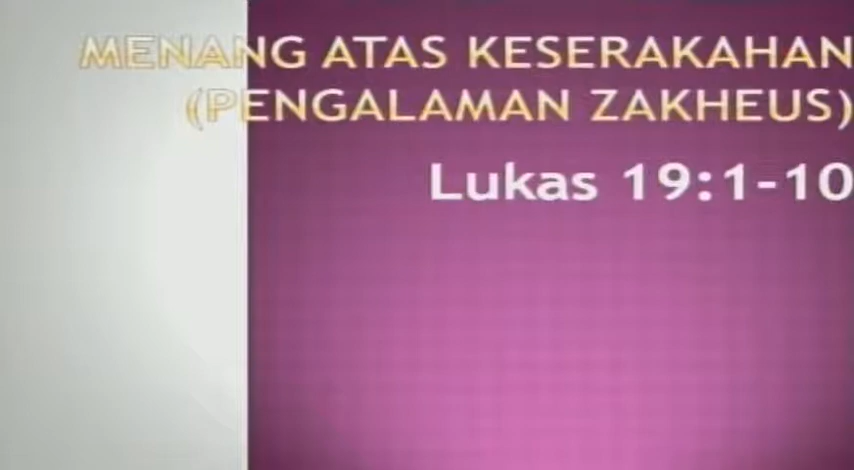 MENANG ATAS KESERAKAHAN
(PENGALAMAN ZAKHEUS)
Lukas 19:1-10